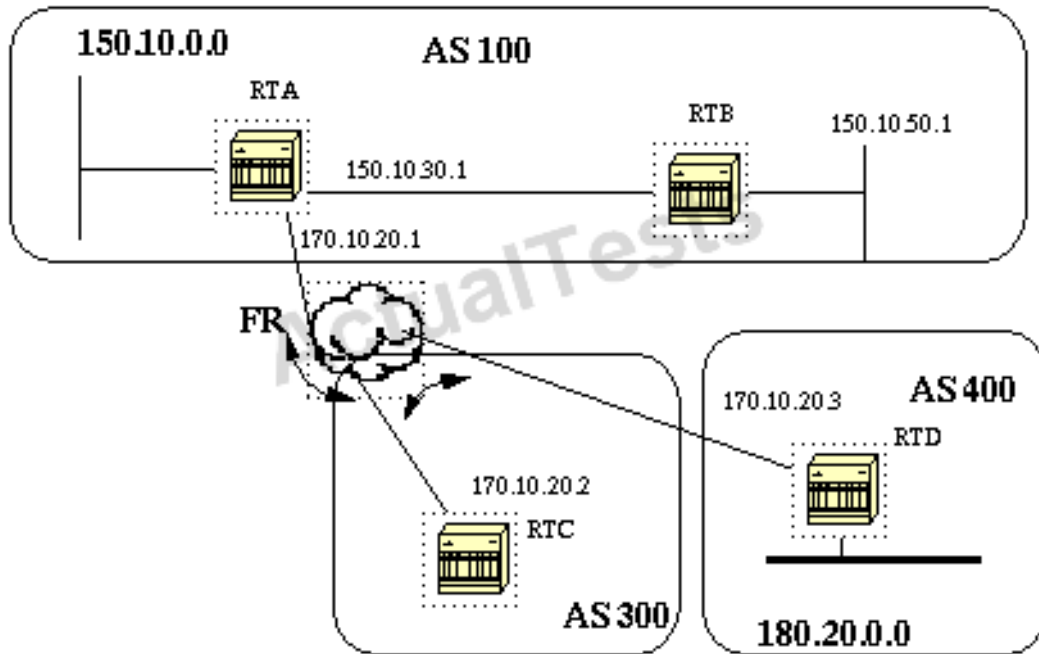 150.10.0.0
AS 100
RTA
RTB
150.10.50.1
150.10.30.1
170.10.20.1
ActualTests
FR
170.10.20.3
AS 400
RTD
170.10.20.2
RTC
AS 300
180.20.0.0